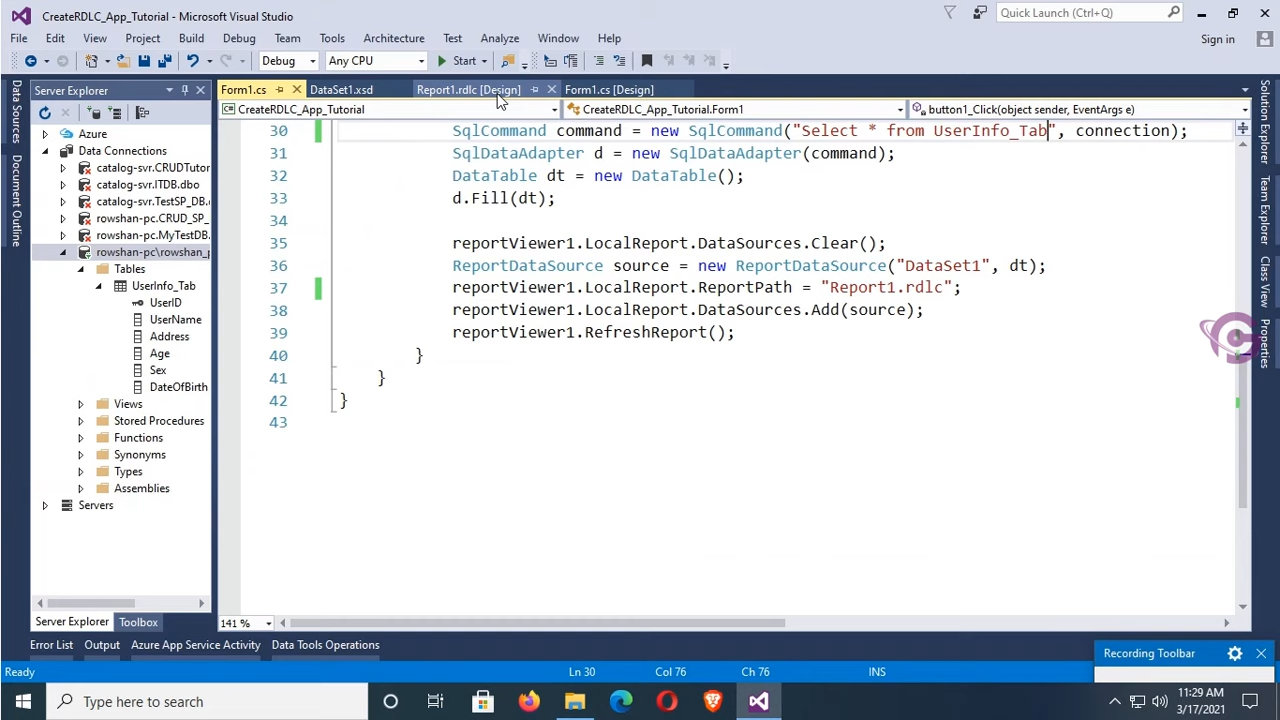 CreateRDLC_App_Tutorial - Microsoft Visual Studio
Quick Launch (Ctrl+Q)
File Edit View Project Build Debug Team Tools Architecture Test Analyze Window Help
Sign in
Debug Any CPU Start
Server Explorer
Form1.cs DataSet1.xsd Report1.rdlc [Design] Form1.cs [Design]
CreateRDLC_App_Tutorial CreateRDLC_App_Tutorial.Form1 button1_Click(object sender, EventArgs e)
Data Sources
Document Outline
Azure
Data Connections
catalog-svr.CRUDTutor
catalog-svr.ITDB.dbo
catalog-svr.TestSP_DB.
rowshan-pc.CRUD_SP_
rowshan-pc.MyTestDB.
rowshan-pc\rowshan_p
Tables
UserInfo_Tab
UserID
UserName
Address
Age
Sex
DateOfBirth
Views
Stored Procedures
Functions
Synonyms
Types
Assemblies
Servers
30 SqlCommand command = new SqlCommand("Select * from UserInfo_Tab", connection);
31 SqlDataAdapter d = new SqlDataAdapter(command);
32 DataTable dt = new DataTable();
33 d.Fill(dt);
34
35 reportViewer1.LocalReport.DataSources.Clear();
36 ReportDataSource source = new ReportDataSource("DataSet1", dt);
37 reportViewer1.LocalReport.ReportPath = "Report1.rdlc";
38 reportViewer1.LocalReport.DataSources.Add(source);
39 reportViewer1.RefreshReport();
40 }
41 }
42 }
43
Solution Explorer
Team Explorer
Class View
Properties
Server Explorer Toolbox
141 %
Error List Output Azure App Service Activity Data Tools Operations
Recording Toolbar
Ready Ln 30 Col 76 Ch 76 INS
Type here to search
11:29 AM
3/17/2021